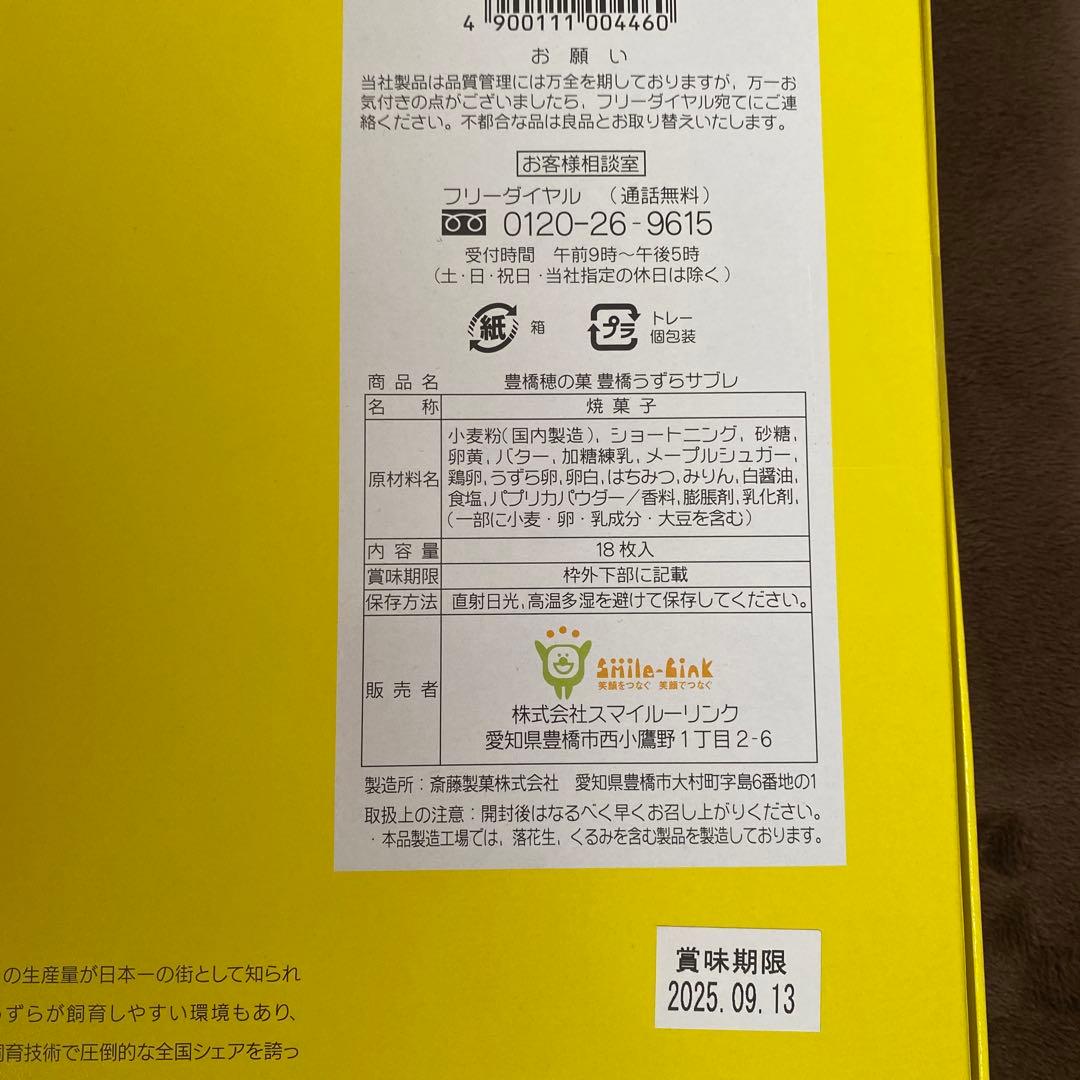 4 900111 004460
お願い
当社製品は品質管理には万全を期しておりますが，万一お
気付きの点がございましたら，フリーダイヤル宛てにご連
絡ください。不都合な品は良品とお取り替えいたします。
お客様相談室
フリーダイヤル （通話無料）
0120-26-9615
受付時間 午前9時～午後5時
（土・日・祝日・当社指定の休日は除く）
紙 箱 プラ トレー
個包装
商品名 豊橋穂の菓 豊橋うずらサブレ
名称 焼菓子
原材料名 小麦粉（国内製造），ショートニング，砂糖，
卵黄，バター，加糖練乳，メープルシュガー，
鶏卵，うずら卵，卵白，はちみつ，みりん，白醤油，
食塩，パプリカパウダー／香料，膨脹剤，乳化剤，
（一部に小麦・卵・乳成分・大豆を含む）
内容量 18枚入
賞味期限 枠外下部に記載
保存方法 直射日光，高温多湿を避けて保存してください。
販売者 Smile-Link
笑顔をつなぐ 笑顔でつなぐ
株式会社スマイルーリンク
愛知県豊橋市西小鷹野1丁目2-6
製造所：斎藤製菓株式会社 愛知県豊橋市大村町字島6番地の1
取扱上の注意：開封後はなるべく早くお召し上がりください。
・本品製造工場では，落花生，くるみを含む製品を製造しております。
の生産量が日本一の街として知られ
ずらが飼育しやすい環境もあり、
飼育技術で圧倒的な全国シェアを誇っ
賞味期限
2025.09.13